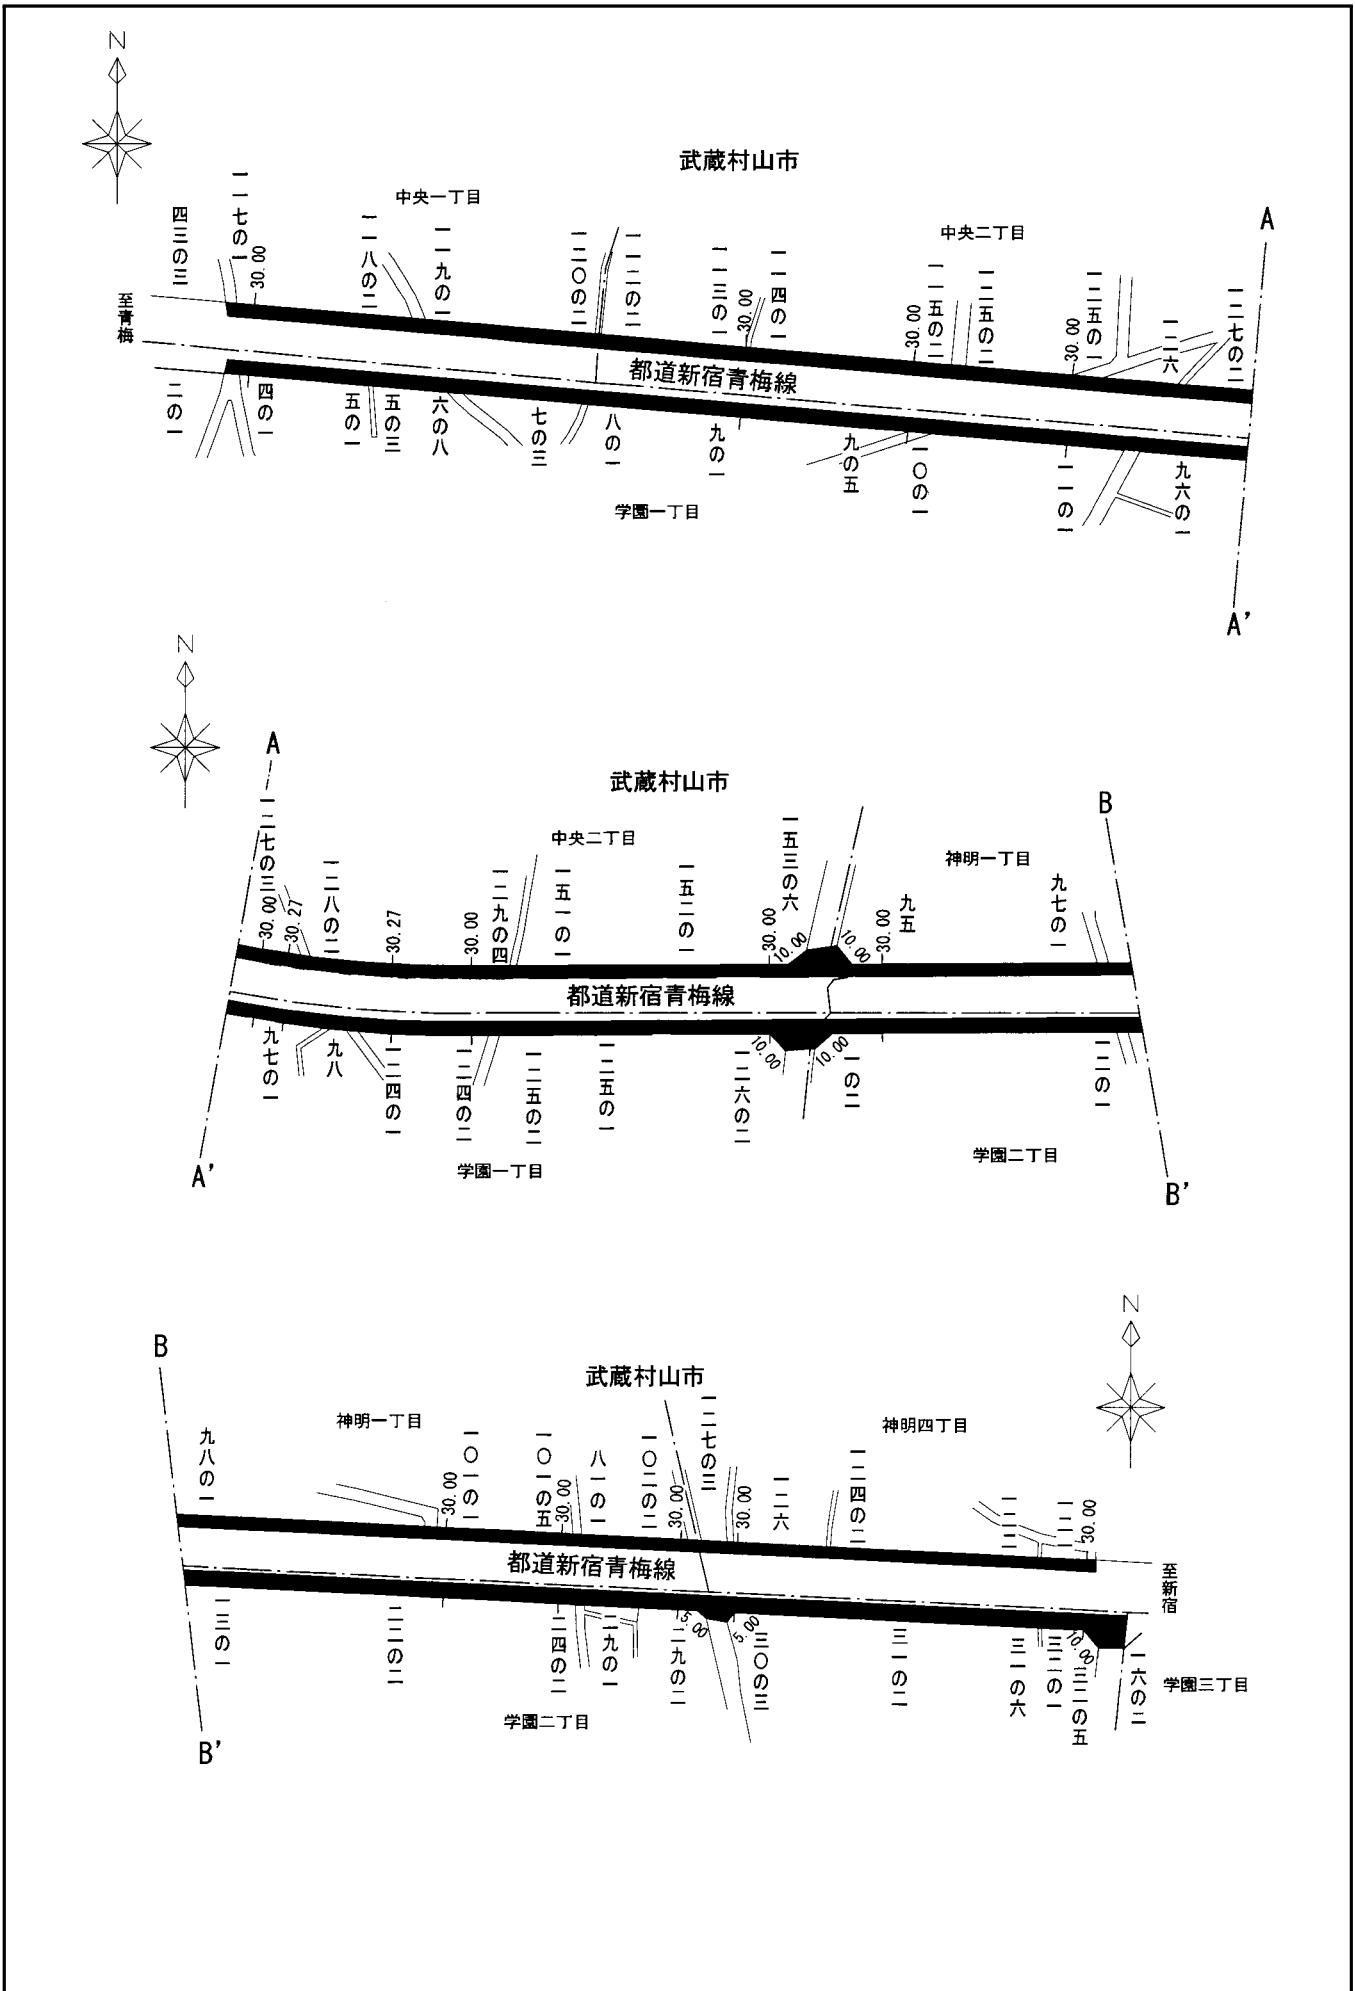 N
武蔵村山市
中央一丁目
中央二丁目
A
四三の三
一一七の一
30.00
一一八の二
一一九の一
一二〇の二
一一二の二
一一三の一
30.00
一一四の一
30.00
一一五の二
一二五の二
30.00
一二五の一
一二六
一二七の二
至青梅
都道新宿青梅線
二の一
四の一
五の一
五の三
六の八
七の三
八の一
九の一
九の五
一〇の一
一一の一
九六の一
学園一丁目
A'
N
A
武蔵村山市
B
中央二丁目
神明一丁目
一二七の三
30.00
30.27
一二八の二
30.27
30.00
一二九の四
一五一の一
一五二の一
30.00
一五三の六
10.00
10.00
30.00
九五
九七の一
都道新宿青梅線
九七の一
九八
一二四の一
一二四の二
一二五の二
一二五の一
一二六の二
10.00
10.00
一の二
一二の一
学園一丁目
学園二丁目
A'
B'
N
B
武蔵村山市
神明一丁目
神明四丁目
九八の一
30.00
一〇一の一
一〇一の五
30.00
八一の一
一〇二の二
30.00
一二七の三
30.00
一二六
一二四の二
一二二
一二一
30.00
都道新宿青梅線
至新宿
一三の一
二二の二
二四の二
二九の一
二九の二
5.00
5.00
三〇の三
三一の二
三一の六
三二の一
10.00
三二の五
一六の二
学園二丁目
学園三丁目
B'